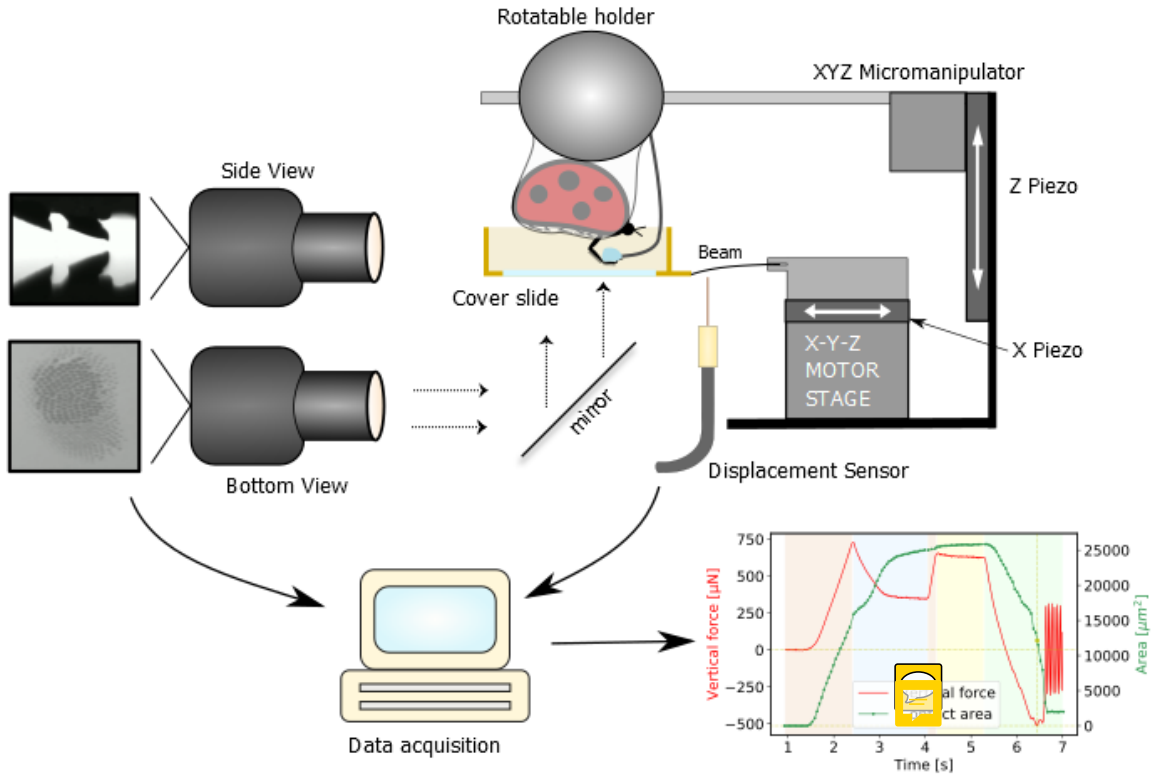 Rotatable holder
XYZ Micromanipulator
Side View
Z Piezo
Beam
Cover slide
X-Y-Z
MOTOR
STAGE
X Piezo
mirror
Displacement Sensor
Bottom View
Data acquisition
750
500
250
0
−250
−500
Vertical force [µN]
25000
20000
15000
10000
5000
0
Area [µm²]
force
area
1 2 3 4 5 6 7
Time [s]